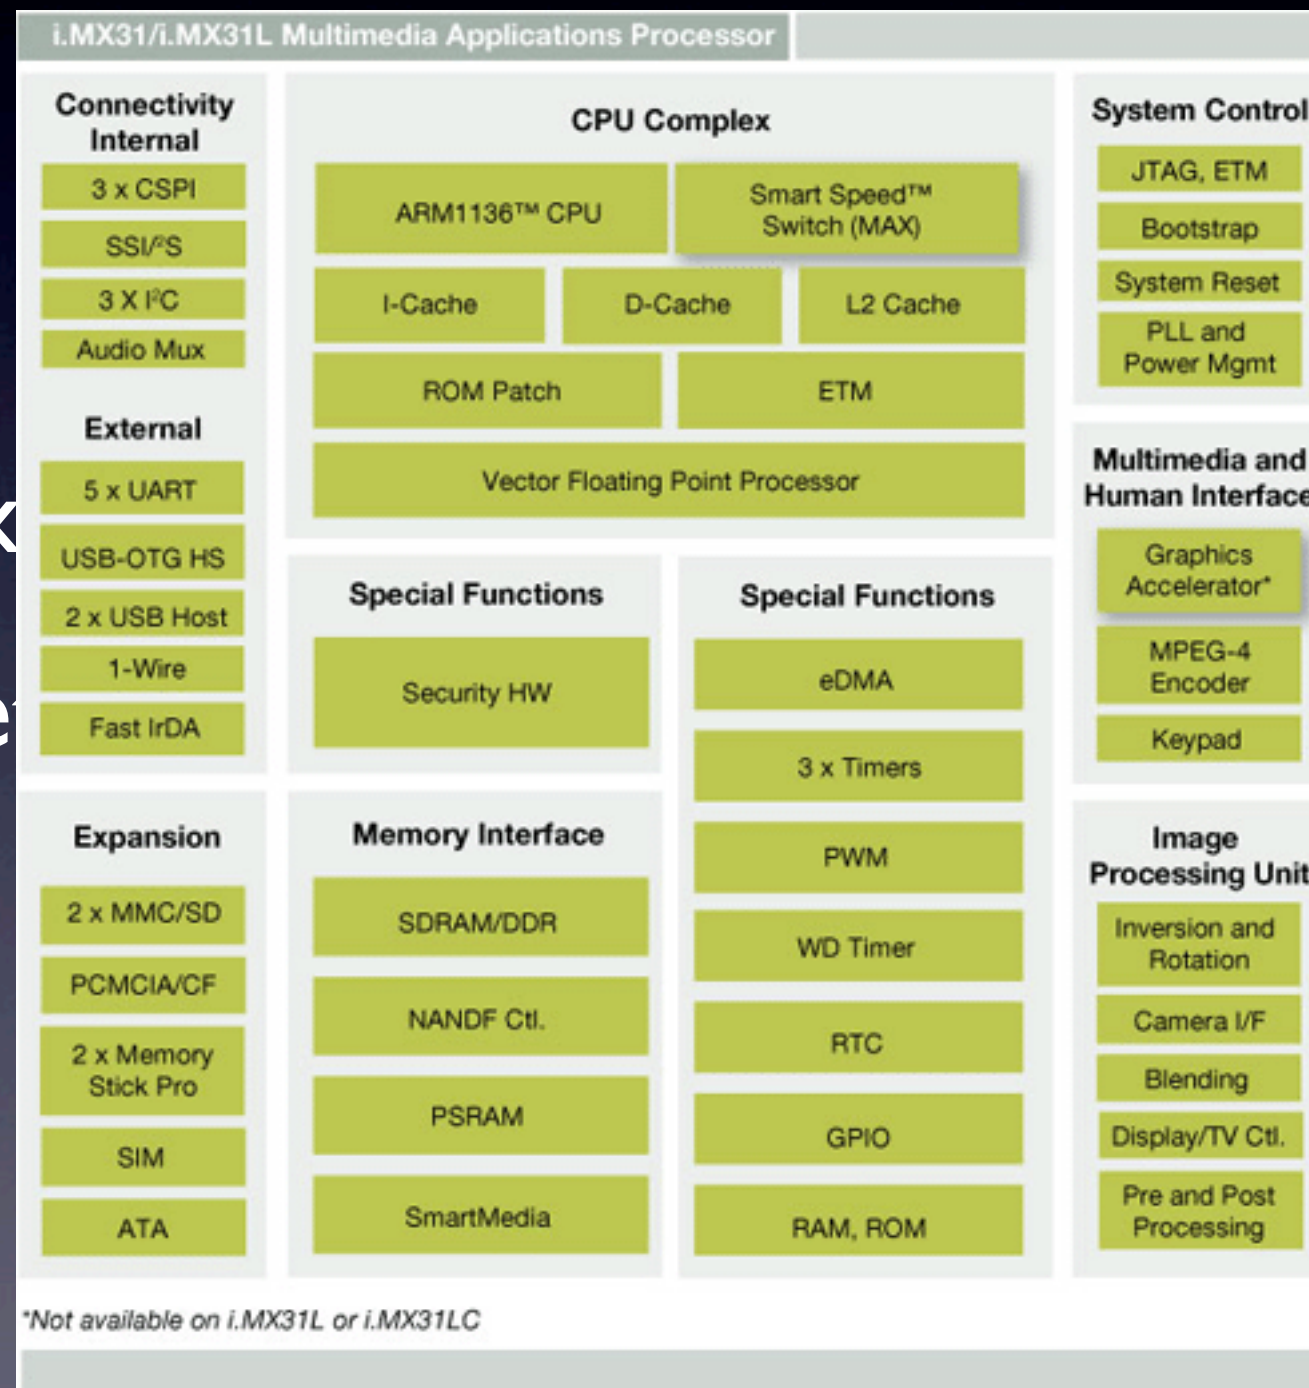 i.MX31/i.MX31L Multimedia Applications Processor
Connectivity
Internal
3 x CSPI
SSI/I²S
3 X I²C
Audio Mux
External
5 x UART
USB-OTG HS
2 x USB Host
1-Wire
Fast IrDA
Expansion
2 x MMC/SD
PCMCIA/CF
2 x Memory
Stick Pro
SIM
ATA
CPU Complex
ARM1136™ CPU
Smart Speed™
Switch (MAX)
I-Cache
D-Cache
L2 Cache
ROM Patch
ETM
Vector Floating Point Processor
Special Functions
Security HW
Memory Interface
SDRAM/DDR
NANDF Ctl.
PSRAM
SmartMedia
Special Functions
eDMA
3 x Timers
PWM
WD Timer
RTC
GPIO
RAM, ROM
System Control
JTAG, ETM
Bootstrap
System Reset
PLL and
Power Mgmt
Multimedia and
Human Interface
Graphics
Accelerator*
MPEG-4
Encoder
Keypad
Image
Processing Unit
Inversion and
Rotation
Camera I/F
Blending
Display/TV Ctl.
Pre and Post
Processing
*Not available on i.MX31L or i.MX31LC